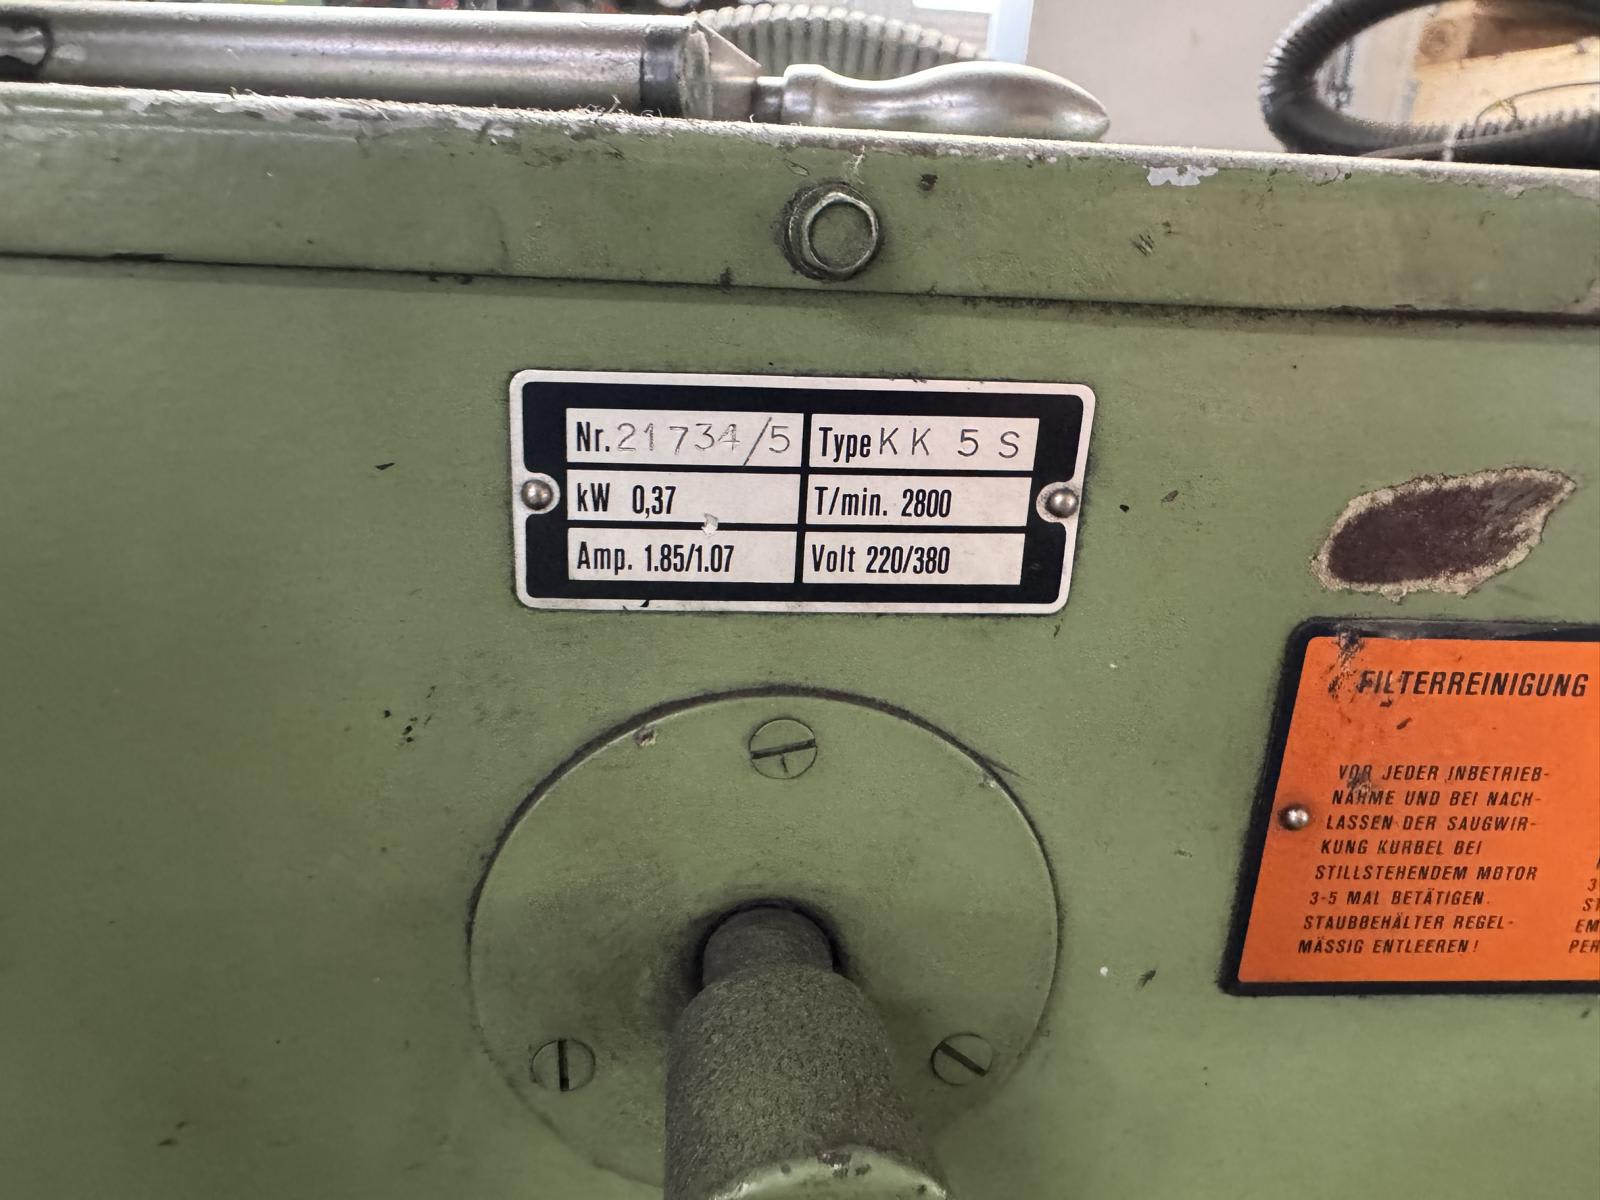 Nr. 21734/5 Type KK 5 S
kW 0,37 T/min. 2800
Amp. 1.85/1.07 Volt 220/380
FILTERREINIGUNG
VOR JEDER INBETRIEB-
NAHME UND BEI NACH-
LASSEN DER SAUGWIR-
KUNG KURBEL BEI
STILLSTEHENDEM MOTOR
3-5 MAL BETÄTIGEN.
STAUBBEHÄLTER REGEL-
MÄSSIG ENTLEEREN!